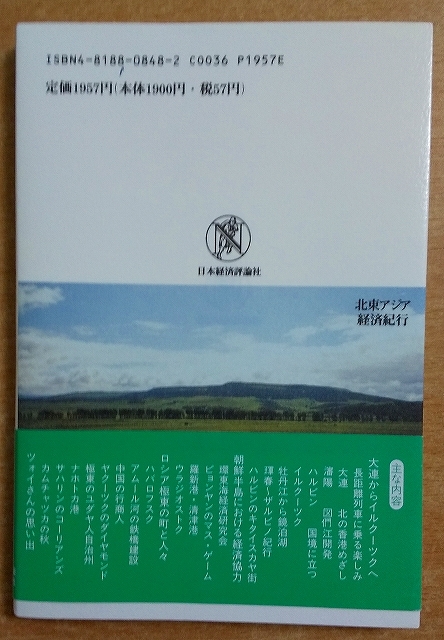 ISBN4-8188-0848-2 C0036 P1957E
定価1957円(本体1900円・税57円)
日本経済評論社
北東アジア
経済紀行
主な内容
大連からイルクーツクへ
長距離列車に乗る楽しみ
大連 北の香港めざし
瀋陽 図們江開発
ハルビン 国境に立つ
イルクーツク
牡丹江から鏡泊湖
琿春〜ザルビノ紀行
ハルビンのキタイスカヤ街
朝鮮半島における経済協力
環東海経済研究会
ピョンヤンのマス・ゲーム
羅新港・清津港
ロシア極東の町と人々
ウラジオストク
ハバロフスク
アムール河の鉄橋建設
中国の行商人
ヤクーツクのダイヤモンド
極東のユダヤ人自治州
ナホトカ港
サハリンのコーリアンズ
カムチャツカの秋
ツォイさんの思い出